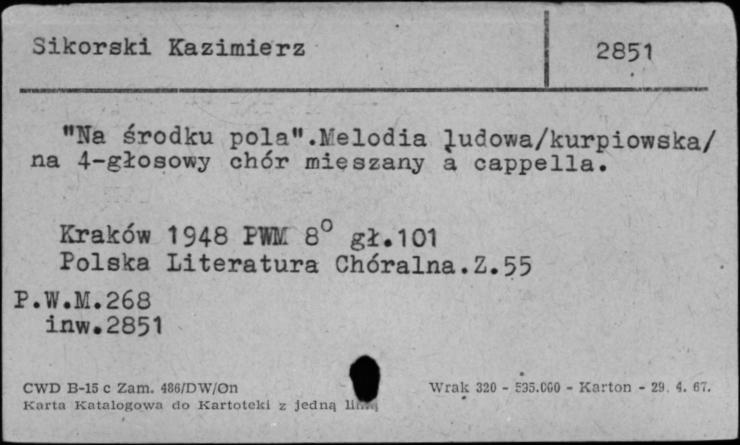 Sikorski Kazimierz 2851
"Na środku pola".Melodia ludowa/kurpiowska/
na 4-głosowy chór mieszany a cappella.
Kraków 1948 PWM 8° gł.101
Polska Literatura Chóralna.Z.55
P.W.M.268
inw.2851
CWD B-15 c Zam. 486/DW/On Wrak 320 - 595.000 - Karton - 29. 4. 67.
Karta Katalogowa do Kartoteki z jedną linią